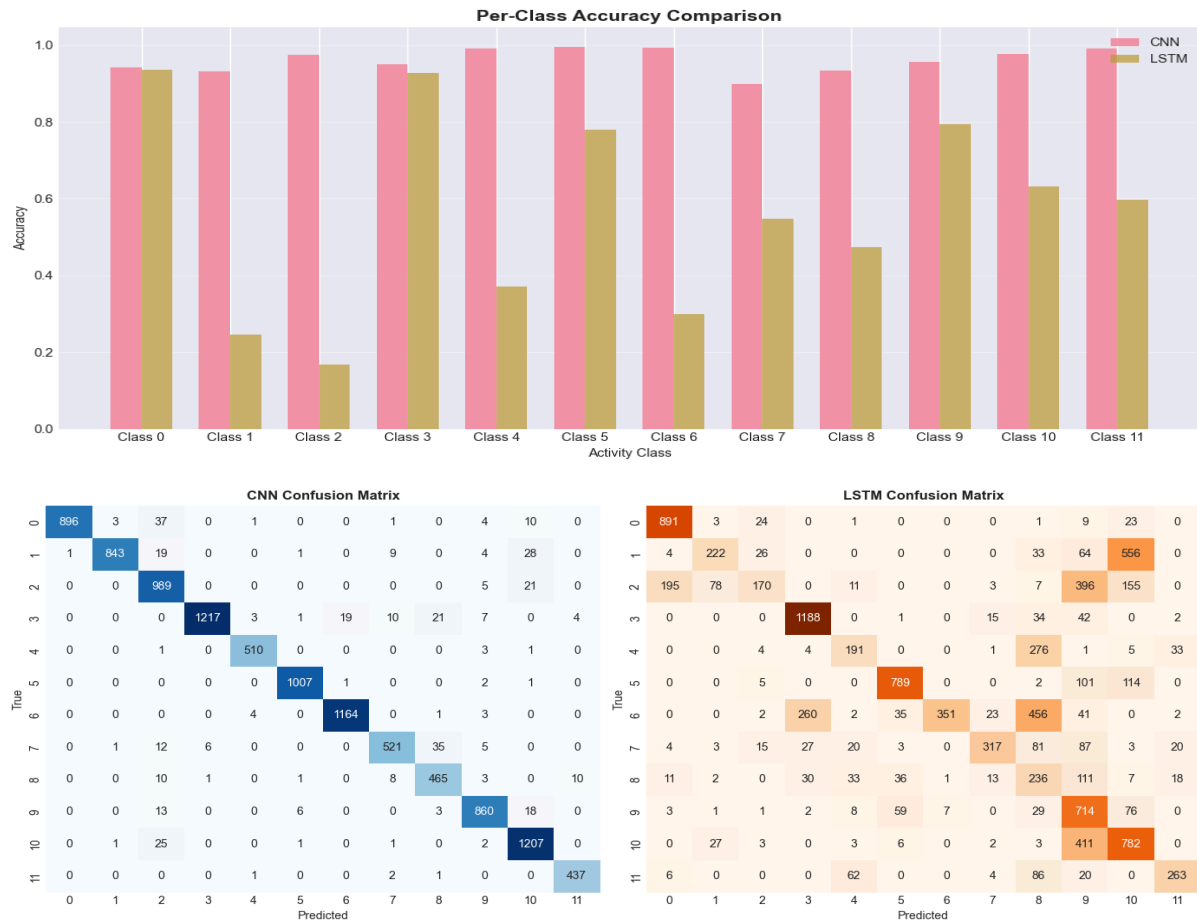 Per-Class Accuracy Comparison
CNN
LSTM
1.0
0.8
0.6
0.4
0.2
0.0
Accuracy
Class 0 Class 1 Class 2 Class 3 Class 4 Class 5 Class 6 Class 7 Class 8 Class 9 Class 10 Class 11
Activity Class
CNN Confusion Matrix
0 896 3 37 0 1 0 0 1 0 4 10 0
1 1 843 19 0 0 1 0 9 0 4 28 0
2 0 0 989 0 0 0 0 0 0 5 21 0
3 0 0 0 1217 3 1 19 10 21 7 0 4
4 0 0 1 0 510 0 0 0 0 3 1 0
5 0 0 0 0 0 1007 1 0 0 2 1 0
6 0 0 0 0 4 0 1164 0 1 3 0 0
7 0 1 12 6 0 0 0 521 35 5 0 0
8 0 0 10 1 0 1 0 8 465 3 0 10
9 0 0 13 0 0 6 0 0 3 860 18 0
10 0 1 25 0 0 1 0 1 0 2 1207 0
11 0 0 0 0 1 0 0 2 1 0 0 437
0 1 2 3 4 5 6 7 8 9 10 11
True
Predicted
LSTM Confusion Matrix
0 891 3 24 0 1 0 0 0 1 9 23 0
1 4 222 26 0 0 0 0 0 33 64 556 0
2 195 78 170 0 11 0 0 3 7 396 155 0
3 0 0 0 1188 0 1 0 15 34 42 0 2
4 0 0 4 4 191 0 0 1 276 1 5 33
5 0 0 5 0 0 789 0 0 2 101 114 0
6 0 0 2 260 2 35 351 23 456 41 0 2
7 4 3 15 27 20 3 0 317 81 87 3 20
8 11 2 0 30 33 36 1 13 236 111 7 18
9 3 1 1 2 8 59 7 0 29 714 76 0
10 0 27 3 0 3 6 0 2 3 411 782 0
11 6 0 0 0 62 0 0 4 86 20 0 263
0 1 2 3 4 5 6 7 8 9 10 11
True
Predicted